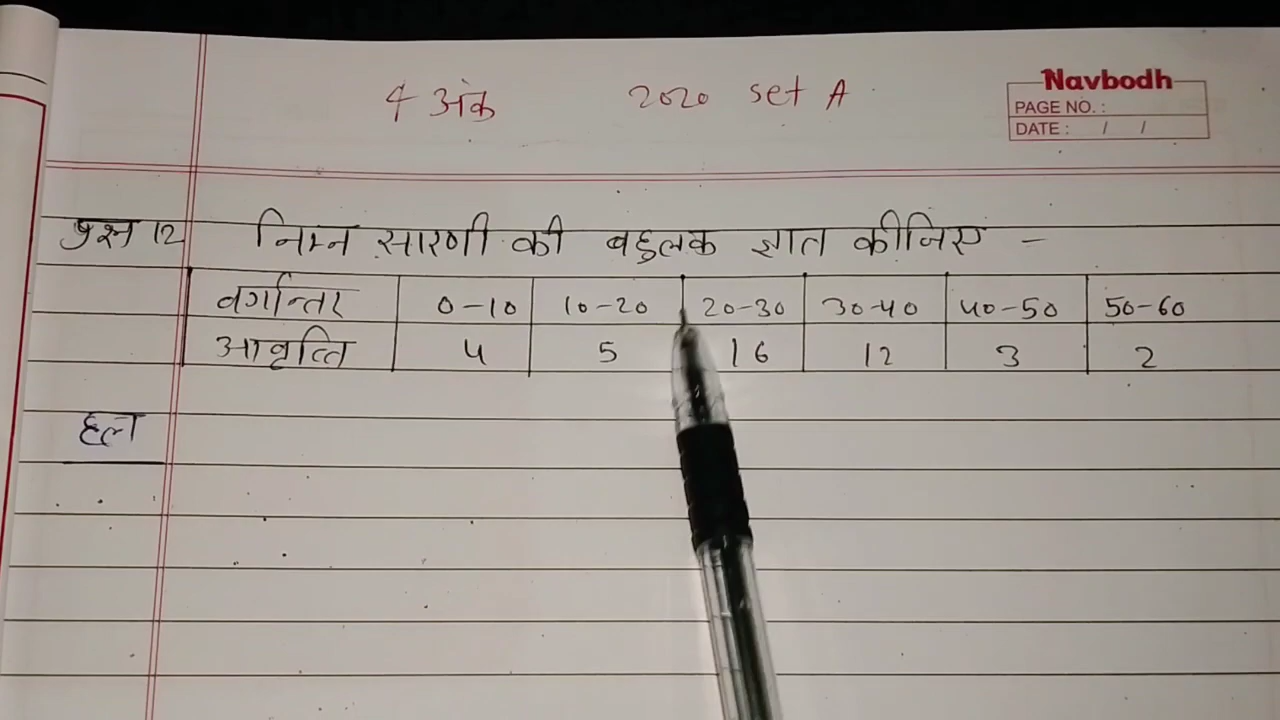 4 अंक 2020 set A
Navbodh
PAGE NO. :
DATE : / /
प्रश्न 12 निम्न सारणी की बहुलक ज्ञात कीजिए -
वर्गान्तर 0-10 10-20 20-30 30-40 40-50 50-60
आवृत्ति 4 5 16 12 3 2
हल